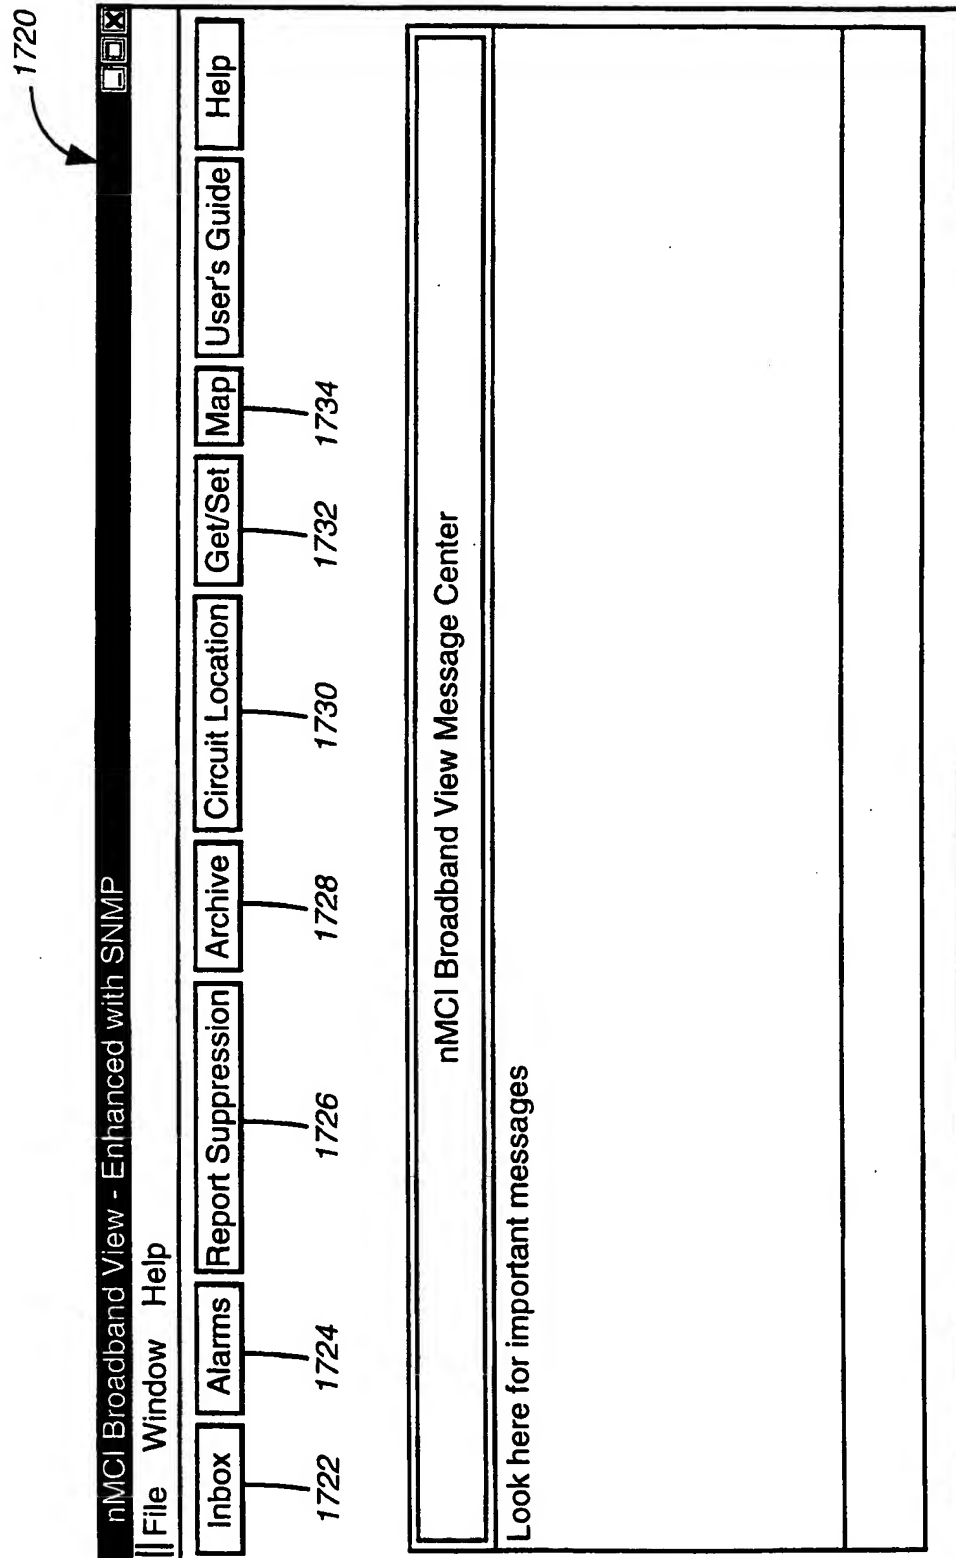 1720
nMCI Broadband View - Enhanced with SNMP
File Window Help
Inbox Alarms Report Suppression Archive Circuit Location Get/Set Map User's Guide Help
1722 1724 1726 1728 1730 1732 1734
nMCI Broadband View Message Center
Look here for important messages